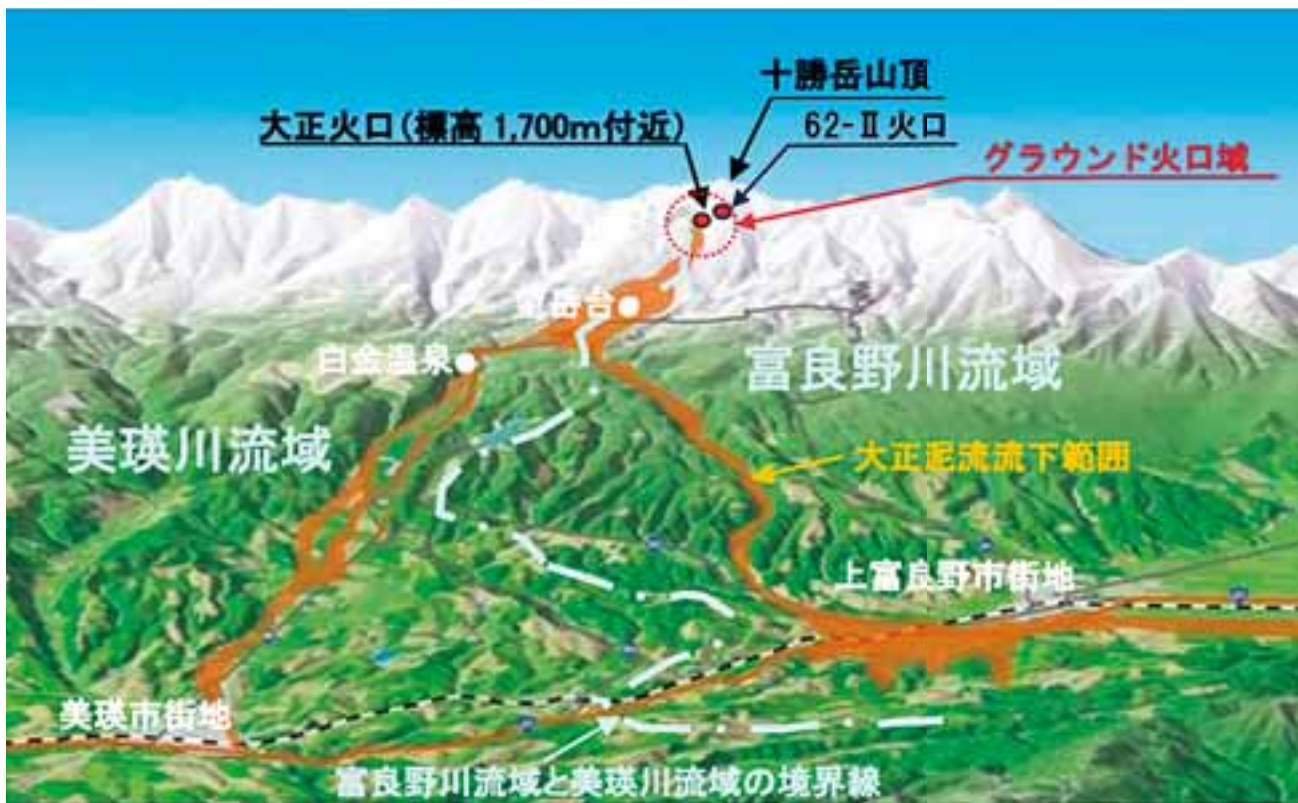 十勝岳山頂
大正火口(標高 1,700m付近)
62-Ⅱ火口
グラウンド火口域
望岳台
白金温泉
富良野川流域
美瑛川流域
大正泥流流下範囲
上富良野市街地
美瑛市街地
富良野川流域と美瑛川流域の境界線